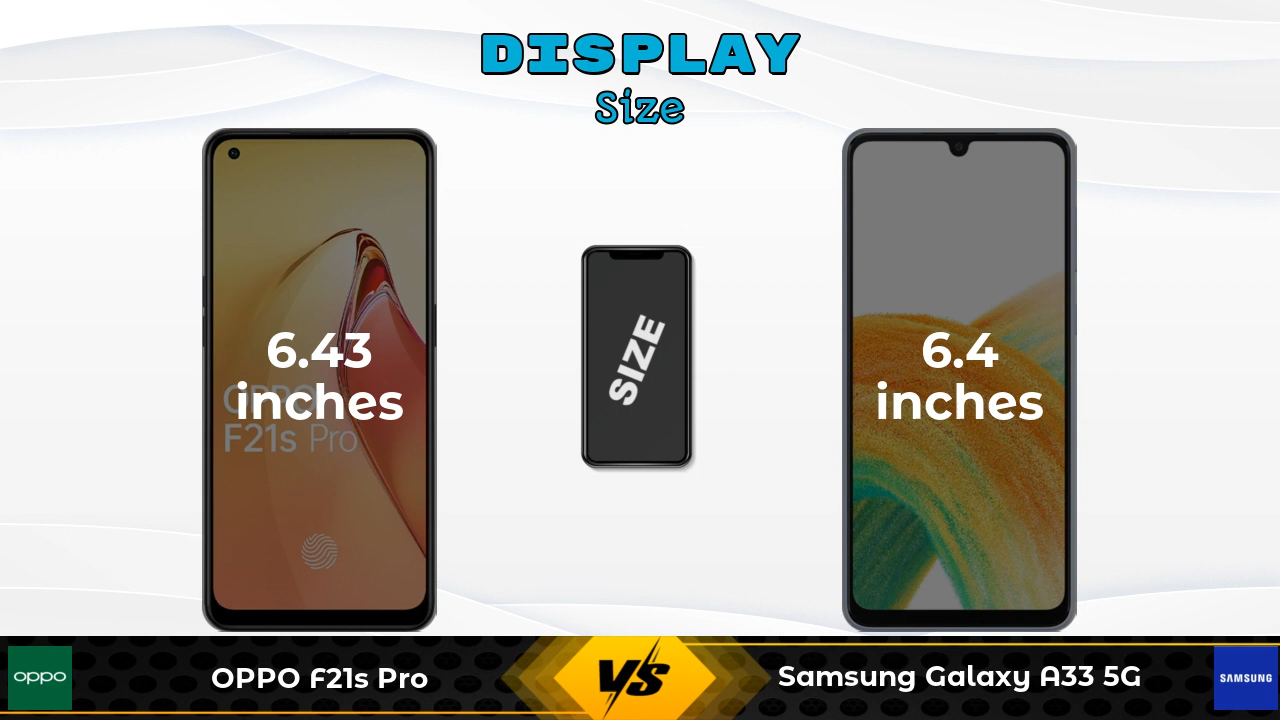 DISPLAY
Size
6.43
inches
OPPO
F21s Pro
SIZE
6.4
inches
oppo
OPPO F21s Pro
VS
Samsung Galaxy A33 5G
SAMSUNG